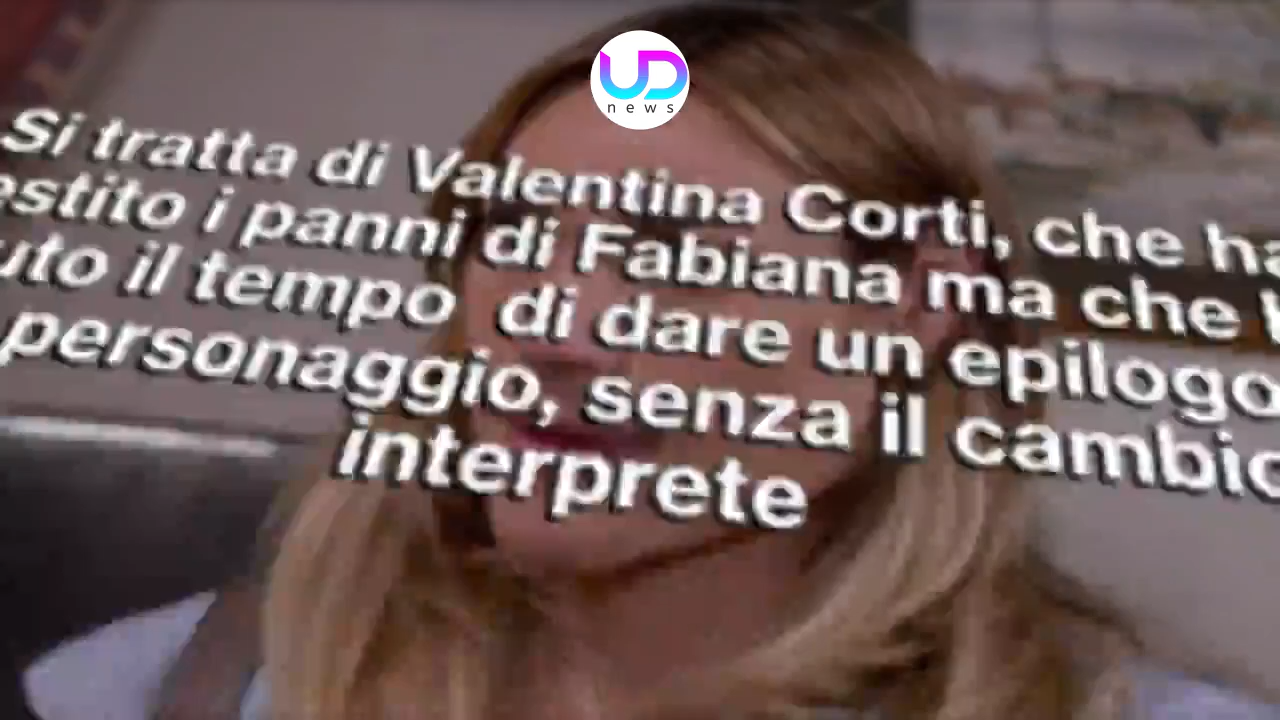 UD
news
Si tratta di Valentina Corti, che ha
estito i panni di Fabiana ma che
uto il tempo di dare un epilogo
personaggio, senza il cambio
interprete